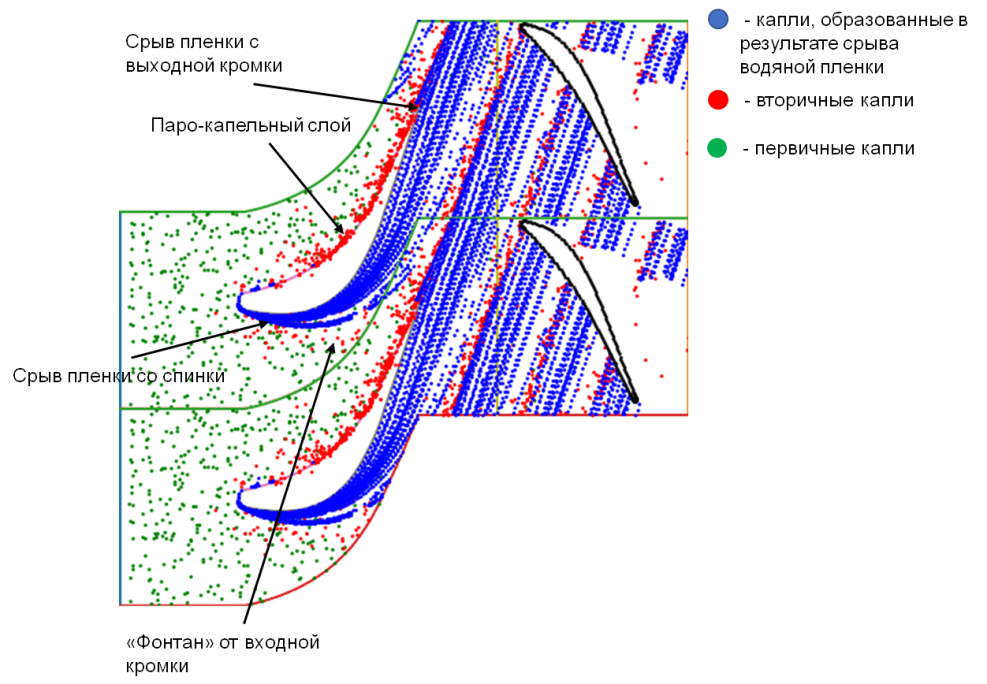 Срыв пленки с
выходной кромки
Паро-капельный слой
Срыв пленки со спинки
«Фонтан» от входной
кромки
- капли, образованные в
результате срыва
водяной пленки
- вторичные капли
- первичные капли